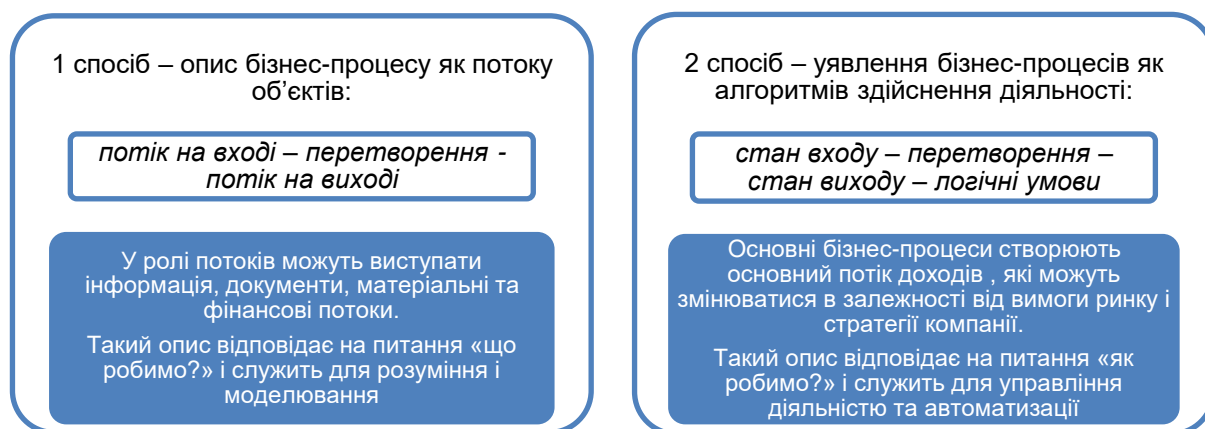 1 спосіб – опис бізнес-процесу як потоку
об’єктів:
потік на вході – перетворення -
потік на виході
У ролі потоків можуть виступати
інформація, документи, матеріальні та
фінансові потоки.
Такий опис відповідає на питання «що
робимо?» і служить для розуміння і
моделювання
2 спосіб – уявлення бізнес-процесів як
алгоритмів здійснення діяльності:
стан входу – перетворення –
стан виходу – логічні умови
Основні бізнес-процеси створюють
основний потік доходів , які можуть
змінюватися в залежності від вимоги ринку і
стратегії компанії.
Такий опис відповідає на питання «як
робимо?» і служить для управління
діяльністю та автоматизації